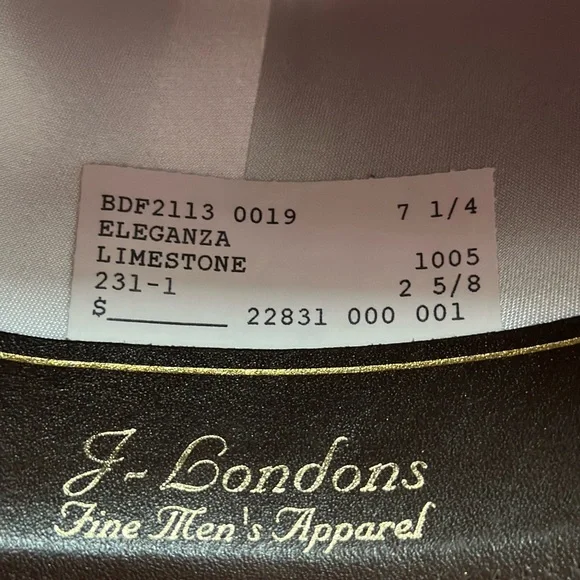 BDF2113 0019 7 1/4
ELEGANZA
LIMESTONE 1005
231-1 2 5/8
$________ 22831 000 001
J-Londons
Fine Men's Apparel